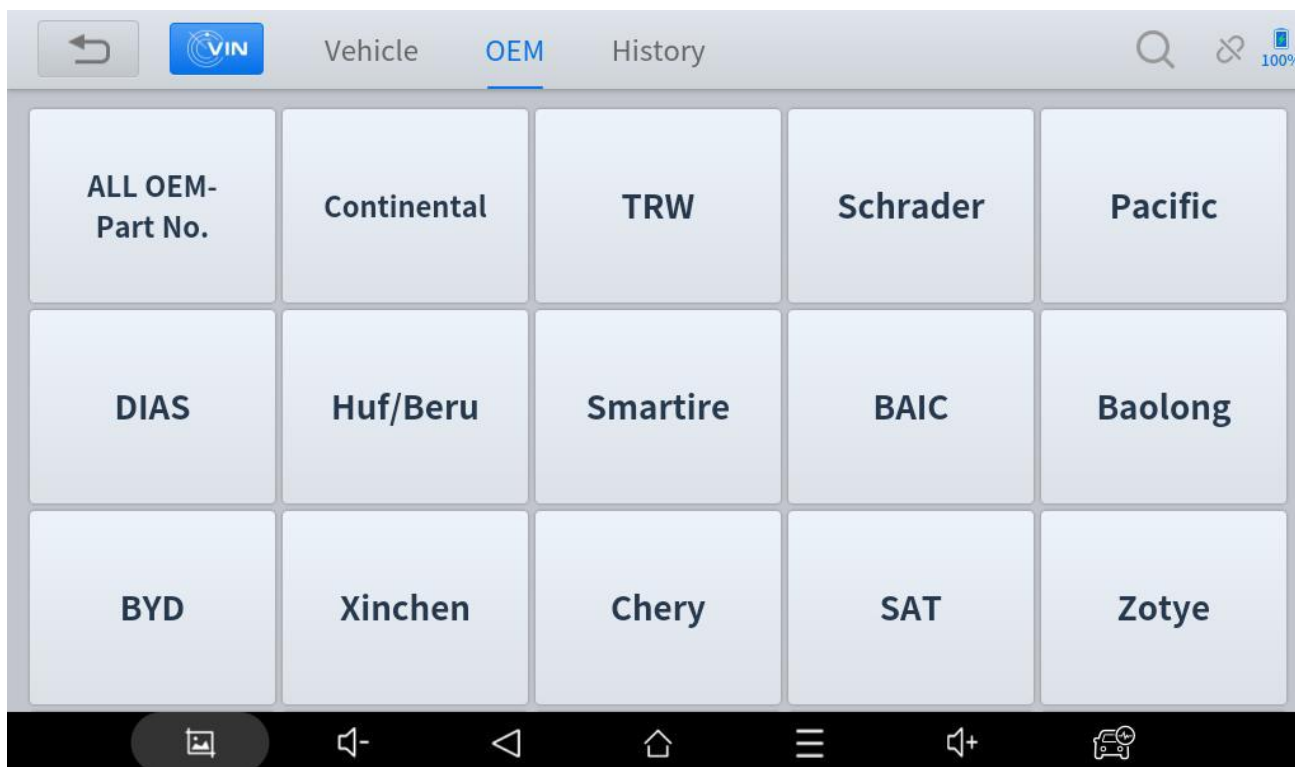 VIN
Vehicle
OEM
History
100%
ALL OEM-
Part No.
Continental
TRW
Schrader
Pacific
DIAS
Huf/Beru
Smartire
BAIC
Baolong
BYD
Xinchen
Chery
SAT
Zotye